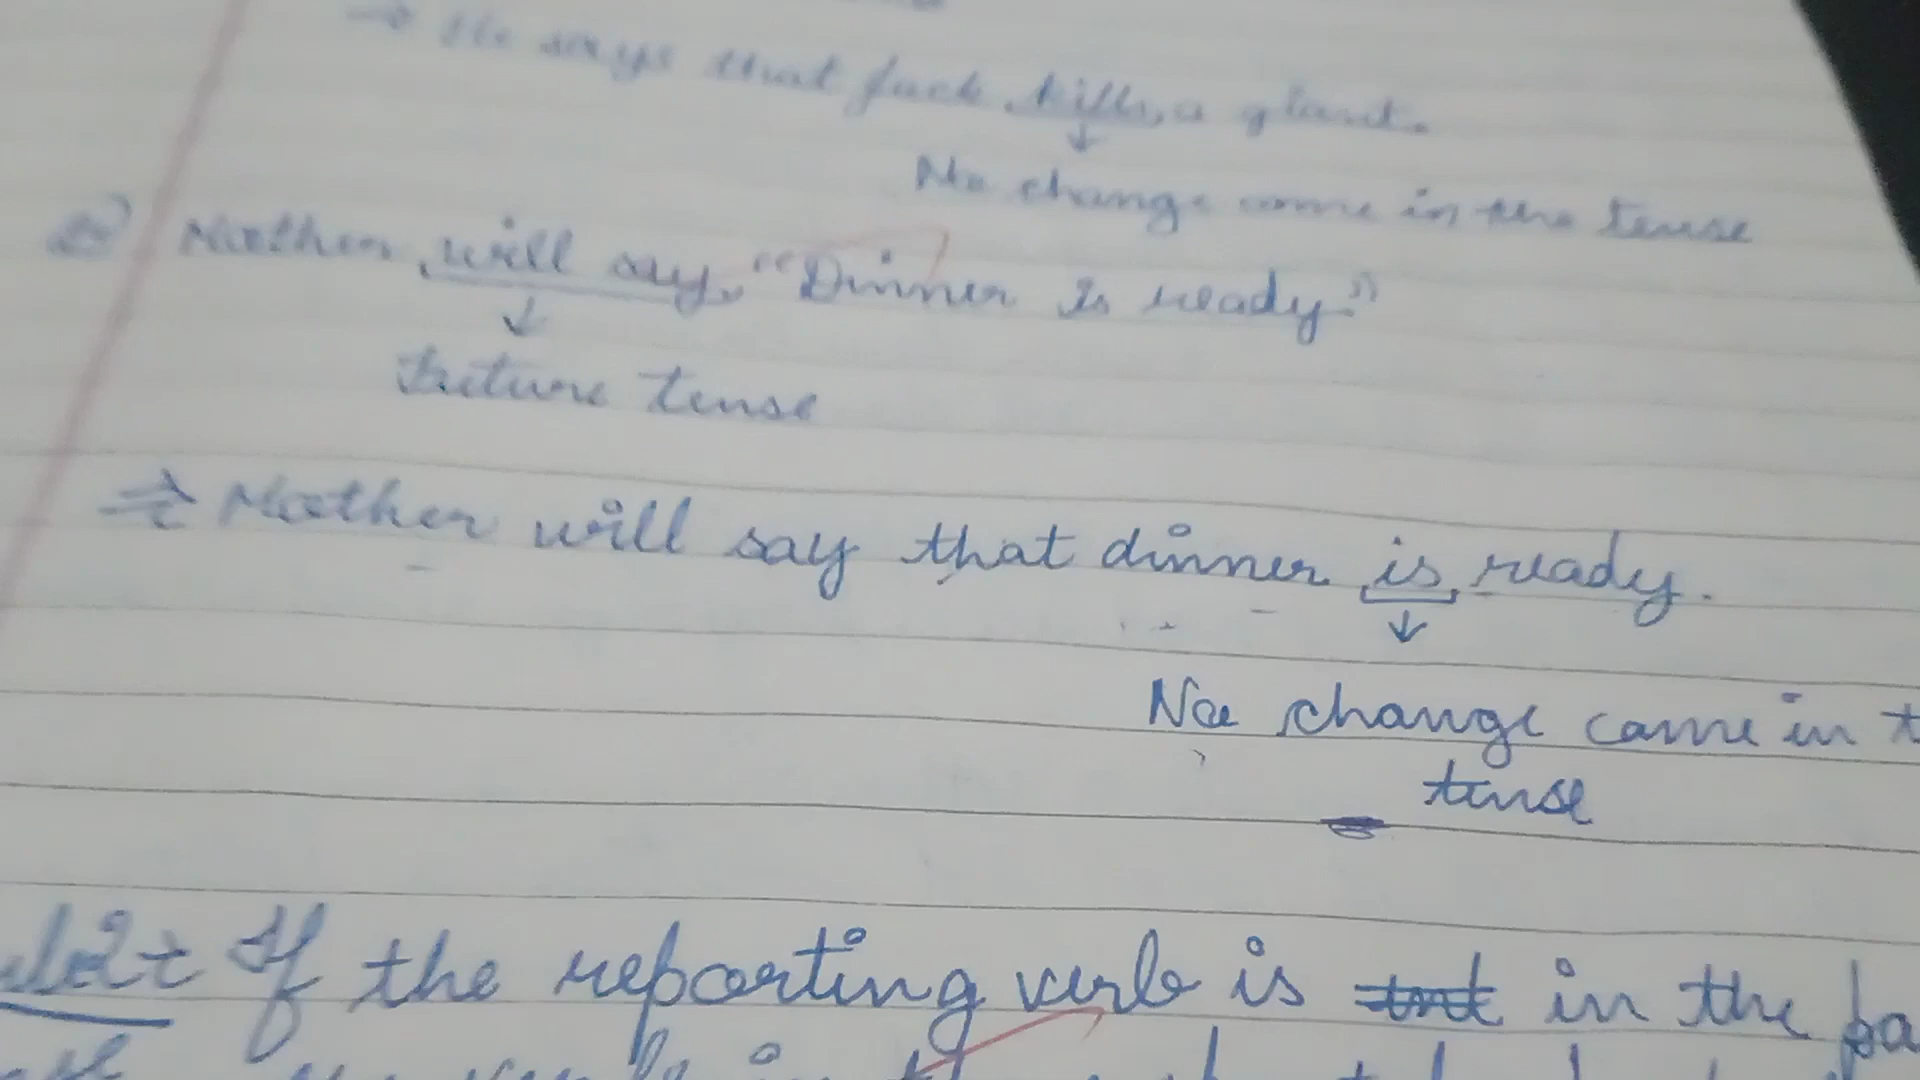 → He says that Jack kills a giant.
↓
No change come in the tense
Mother will say, "Dinner is ready."
↓
Future tense
⇒ Mother will say that dinner is ready.
↓
No change came in t
tense
If the reporting verb is in the pa